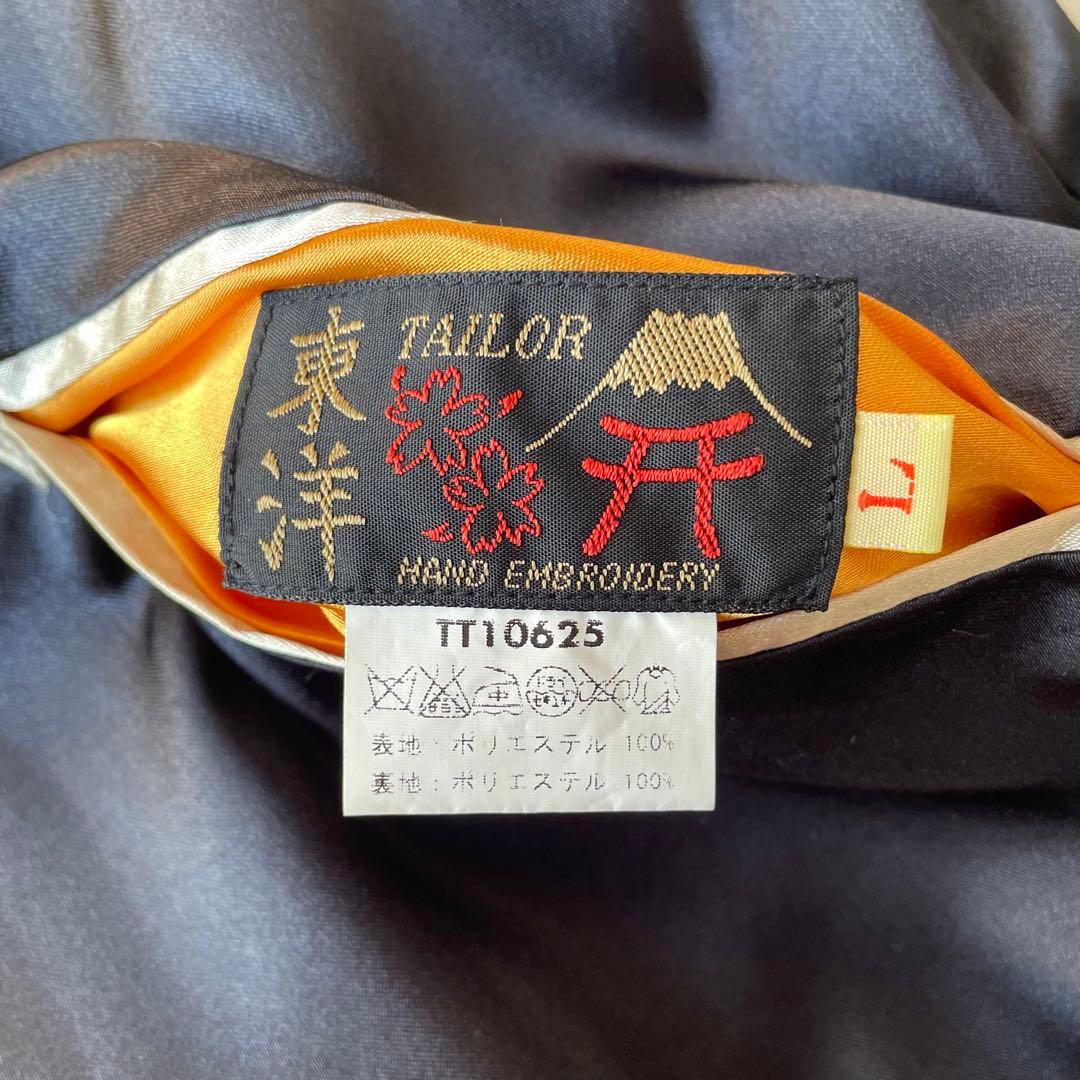 東洋
TAILOR
HAND EMBROIDERY
L
TT10625
表地：ポリエステル 100%
裏地：ポリエステル 100%